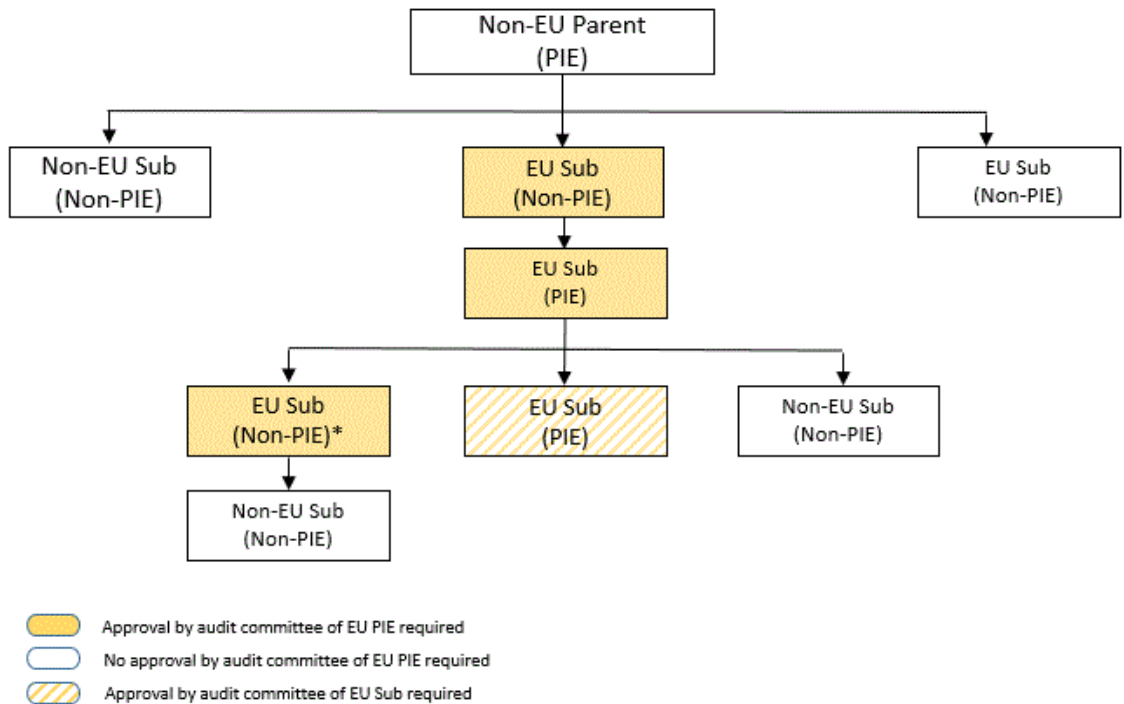 Non-EU Parent
(PIE)
Non-EU Sub
(Non-PIE)
EU Sub
(Non-PIE)
EU Sub
(Non-PIE)
EU Sub
(PIE)
EU Sub
(Non-PIE)*
EU Sub
(PIE)
Non-EU Sub
(Non-PIE)
Non-EU Sub
(Non-PIE)
Approval by audit committee of EU PIE required
No approval by audit committee of EU PIE required
Approval by audit committee of EU Sub required